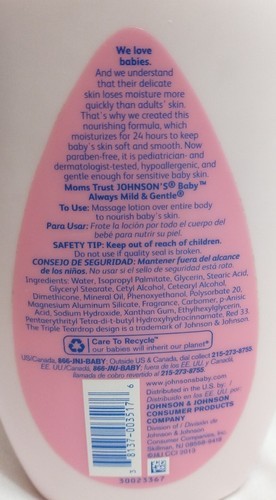 We love
babies.
And we understand
that their delicate
skin loses moisture more
quickly than adults' skin.
That's why we created this
nourishing formula, which
moisturizes for 24 hours to keep
baby's skin soft and smooth. Now
paraben-free, it is pediatrician- and
dermatologist-tested, hypoallergenic, and
gentle enough for sensitive baby skin.
Moms Trust JOHNSON'S® Baby™
Always Mild & Gentle®
To Use: Massage lotion over entire body
to nourish baby's skin.
Para Usar: Frote la loción por todo el cuerpo del
bebé para nutrir su piel.
SAFETY TIP: Keep out of reach of children.
Do not use if quality seal is broken.
CONSEJO DE SEGURIDAD: Mantener fuera del alcance
de los niños. No usar si el sello de seguridad está roto.
Ingredients: Water, Isopropyl Palmitate, Glycerin, Stearic Acid,
Glyceryl Stearate, Cetyl Alcohol, Cetearyl Alcohol,
Dimethicone, Mineral Oil, Phenoxyethanol, Polysorbate 20,
Magnesium Aluminum Silicate, Fragrance, Carbomer, p-Anisic
Acid, Sodium Hydroxide, Xanthan Gum, Ethylhexylglycerin,
Pentaerythrityl Tetra-di-t-butyl Hydroxyhydrocinnamate, Red 33.
The Triple Teardrop design is a trademark of Johnson & Johnson.
Care To Recycle™
our babies will inherit our planet®
US/Canada, 866-JNJ-BABY; Outside US & Canada, dial collect 215-273-8755
EE. UU./Canada, 866-JNJ-BABY; fuera de los EE. UU. y Canadá,
llamada de cobro revertido al 215-273-8755.
www.johnsonsbaby.com
Distributed in the U.S. by: /
Distribuido en los EE. UU. por:
JOHNSON & JOHNSON
CONSUMER PRODUCTS
COMPANY
Division of / División de
Johnson & Johnson
Consumer Companies, Inc.
Skillman, NJ 08558-9418
©J&JCCI 2013
3 8137-003517 6
30025367